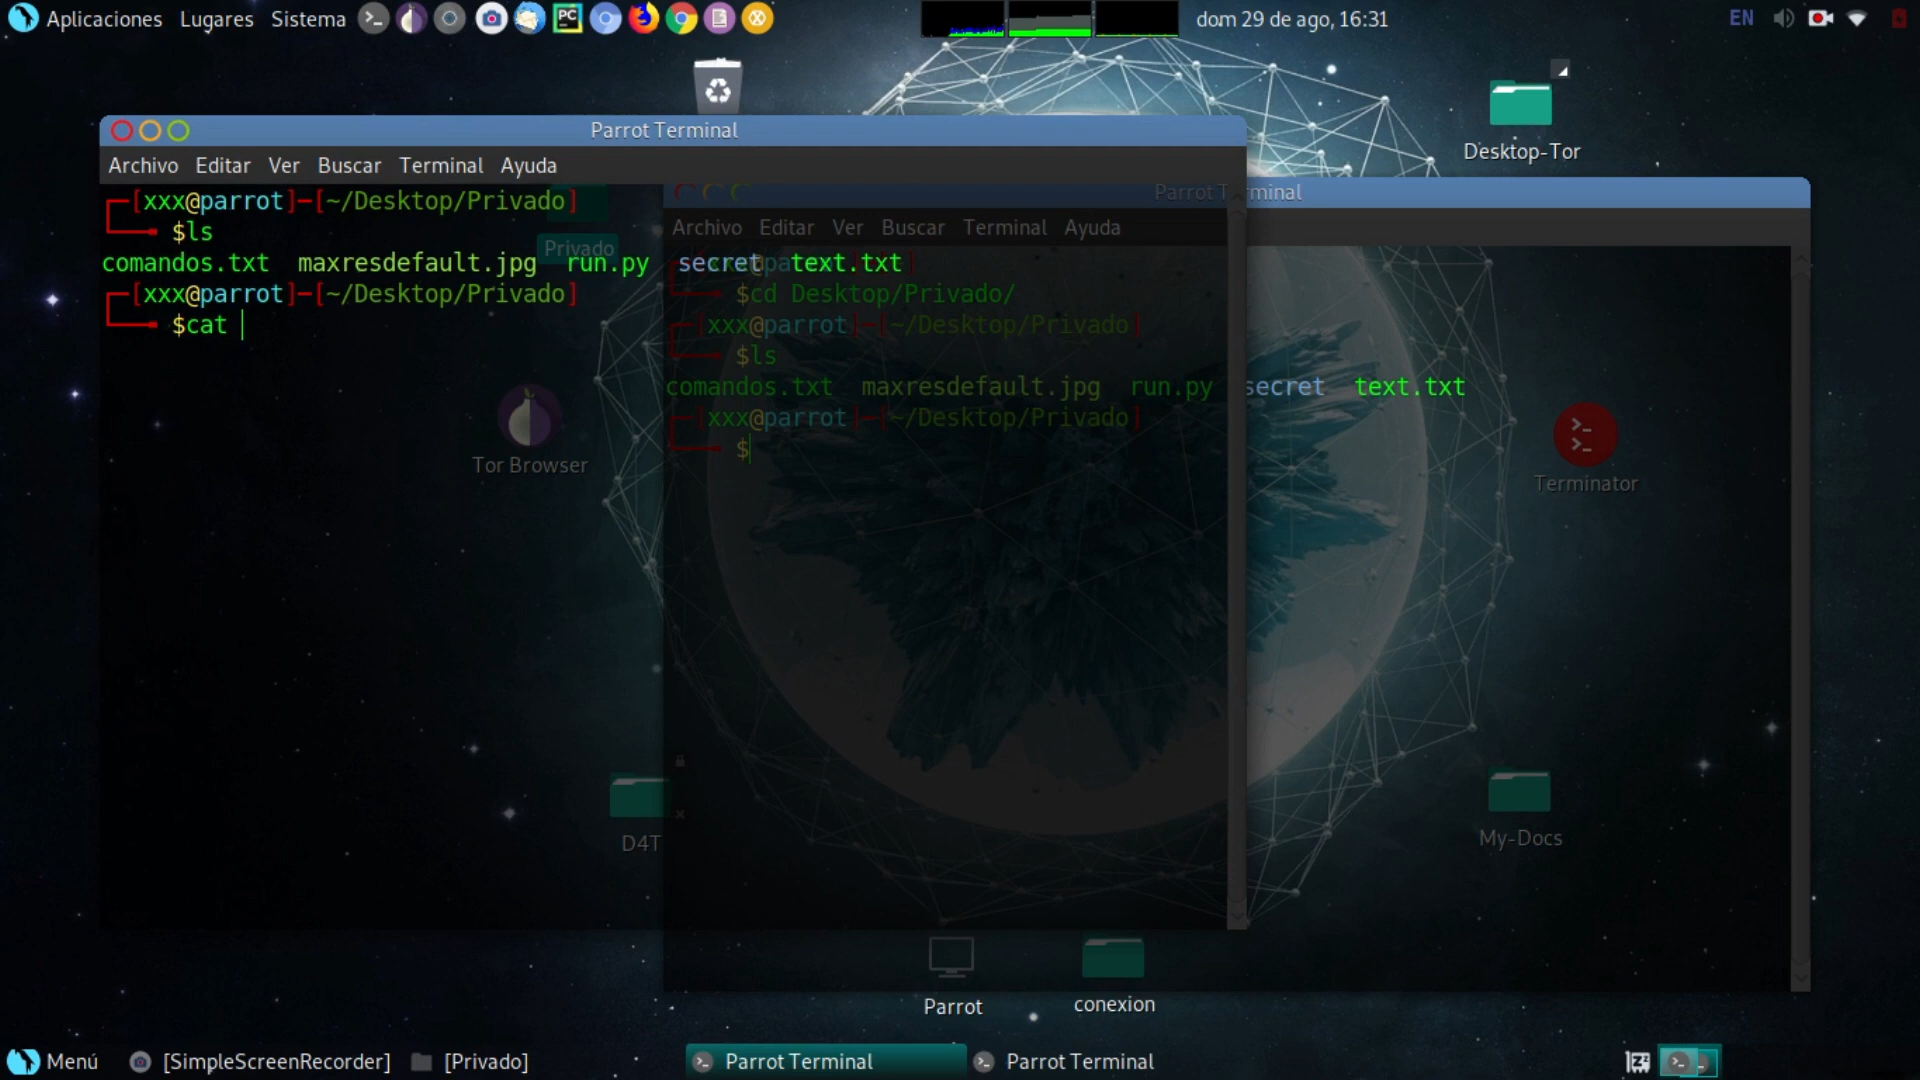 Aplicaciones Lugares Sistema
dom 29 de ago, 16:31
EN
Desktop-Tor
Parrot Terminal
Archivo Editar Ver Buscar Terminal Ayuda
[xxx@parrot]-[~/Desktop/Privado]
$ls
comandos.txt maxresdefault.jpg run.py secret text.txt
[xxx@parrot]-[~/Desktop/Privado]
$cat
Privado
Parrot Terminal
Archivo Editar Ver Buscar Terminal Ayuda
$cd Desktop/Privado/
[xxx@parrot]-[~/Desktop/Privado]
$ls
comandos.txt maxresdefault.jpg run.py secret text.txt
[xxx@parrot]-[~/Desktop/Privado]
$
Tor Browser
Terminator
D4T
My-Docs
Parrot
conexion
Menú [SimpleScreenRecorder] [Privado] Parrot Terminal Parrot Terminal